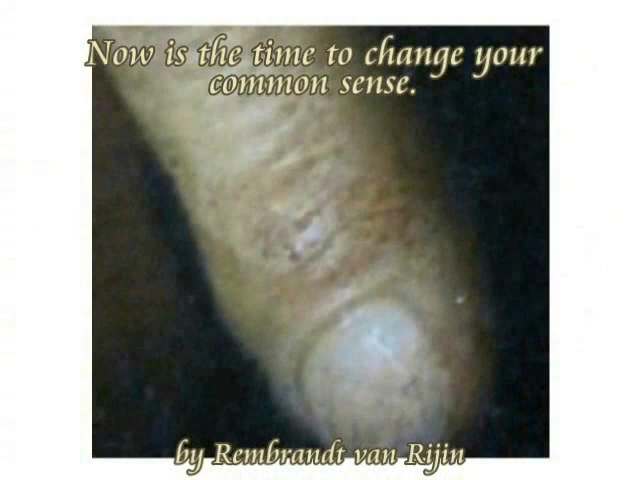 Now is the time to change your
common sense.
by Rembrandt van Rijin